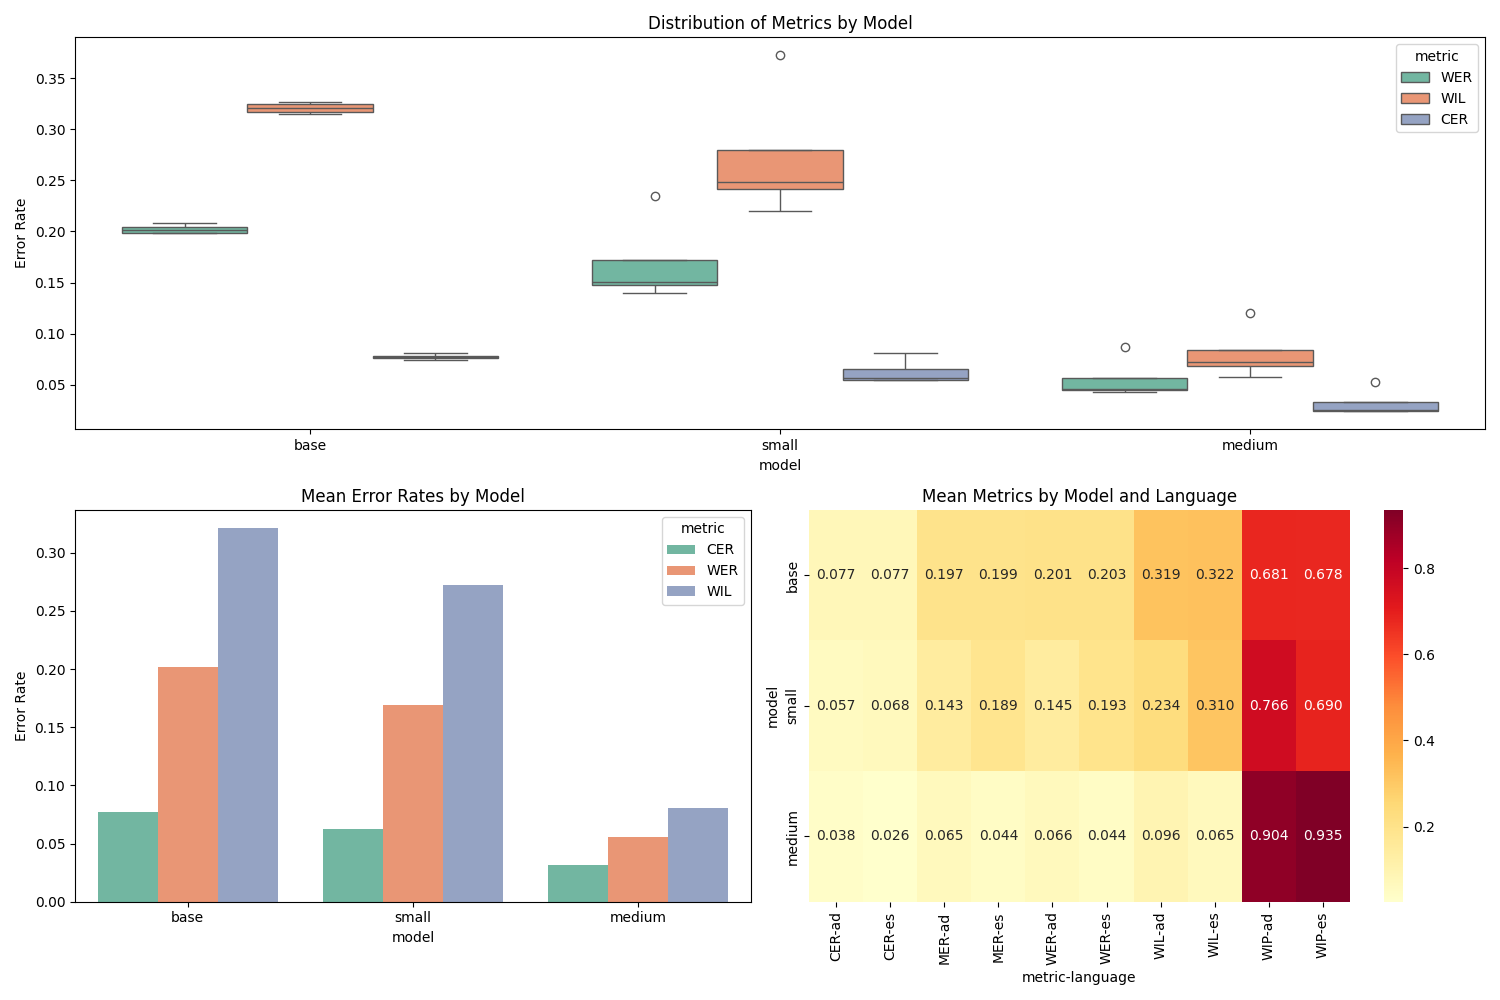 Distribution of Metrics by Model
Error Rate
0.35
0.30
0.25
0.20
0.15
0.10
0.05
metric
WER
WIL
CER
base small medium
model
Mean Error Rates by Model
Error Rate
0.30
0.25
0.20
0.15
0.10
0.05
0.00
metric
CER
WER
WIL
base small medium
model
Mean Metrics by Model and Language
model
base
0.077 0.077 0.197 0.199 0.201 0.203 0.319 0.322 0.681 0.678
small
0.057 0.068 0.143 0.189 0.145 0.193 0.234 0.310 0.766 0.690
medium
0.038 0.026 0.065 0.044 0.066 0.044 0.096 0.065 0.904 0.935
CER-ad
CER-es
MER-ad
MER-es
WER-ad
WER-es
WIL-ad
WIL-es
WIP-ad
WIP-es
metric-language
0.8
0.6
0.4
0.2